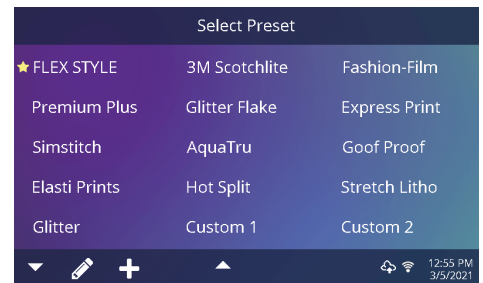 Select Preset
FLEX STYLE 3M Scotchlite Fashion-Film
Premium Plus Glitter Flake Express Print
Simstitch AquaTru Goof Proof
Elasti Prints Hot Split Stretch Litho
Glitter Custom 1 Custom 2
12:55 PM
3/5/2021